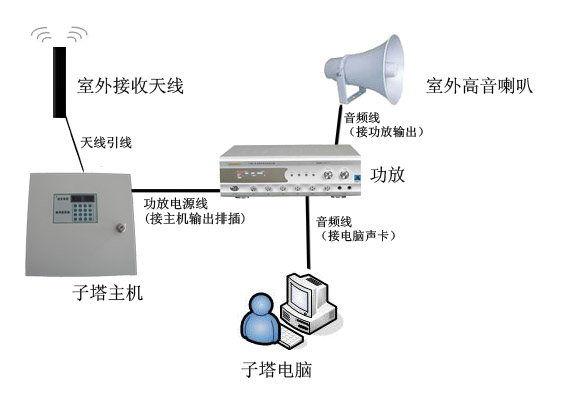 室外接收天线
室外高音喇叭
音频线
（接功放输出）
天线引线
功放
功放电源线
(接主机输出排插)
音频线
（接电脑声卡）
子塔主机
子塔电脑